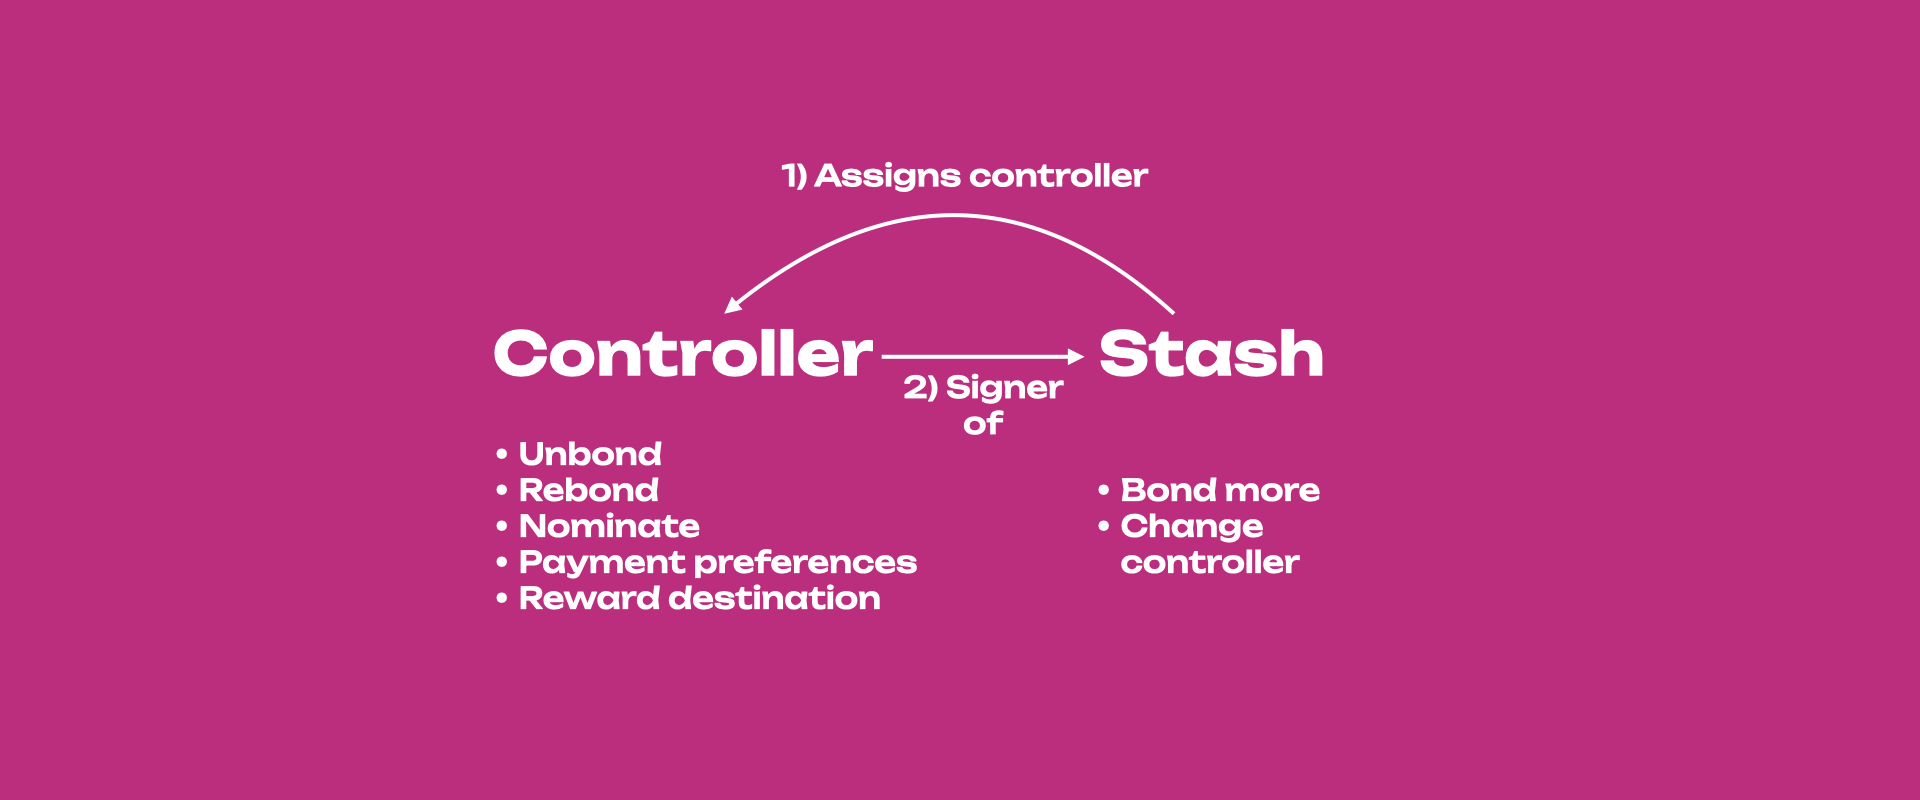 1) Assigns controller
Controller
Stash
2) Signer
of
• Unbond
• Rebond
• Nominate
• Payment preferences
• Reward destination
• Bond more
• Change
controller